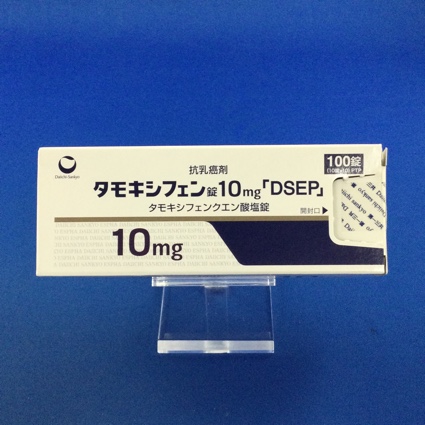 Daiichi-Sankyo
抗乳癌剤
タモキシフェン錠10mg「DSEP」
タモキシフェンクエン酸塩錠
開封口▶
10mg
100錠